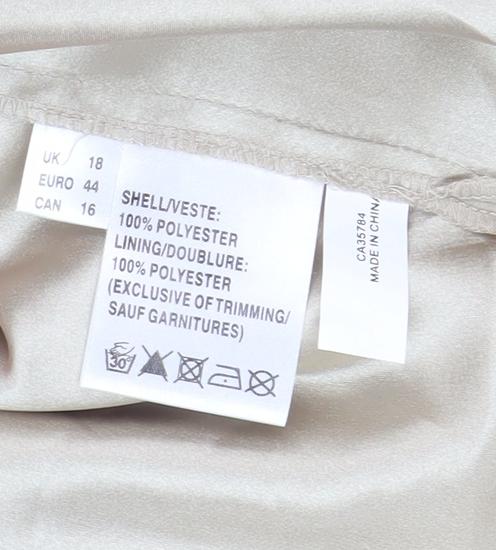 UK 18
EURO 44
CAN 16
SHELL/VESTE:
100% POLYESTER
LINING/DOUBLURE:
100% POLYESTER
(EXCLUSIVE OF TRIMMING/
SAUF GARNITURES)
30°
CA35784
MADE IN CHINA